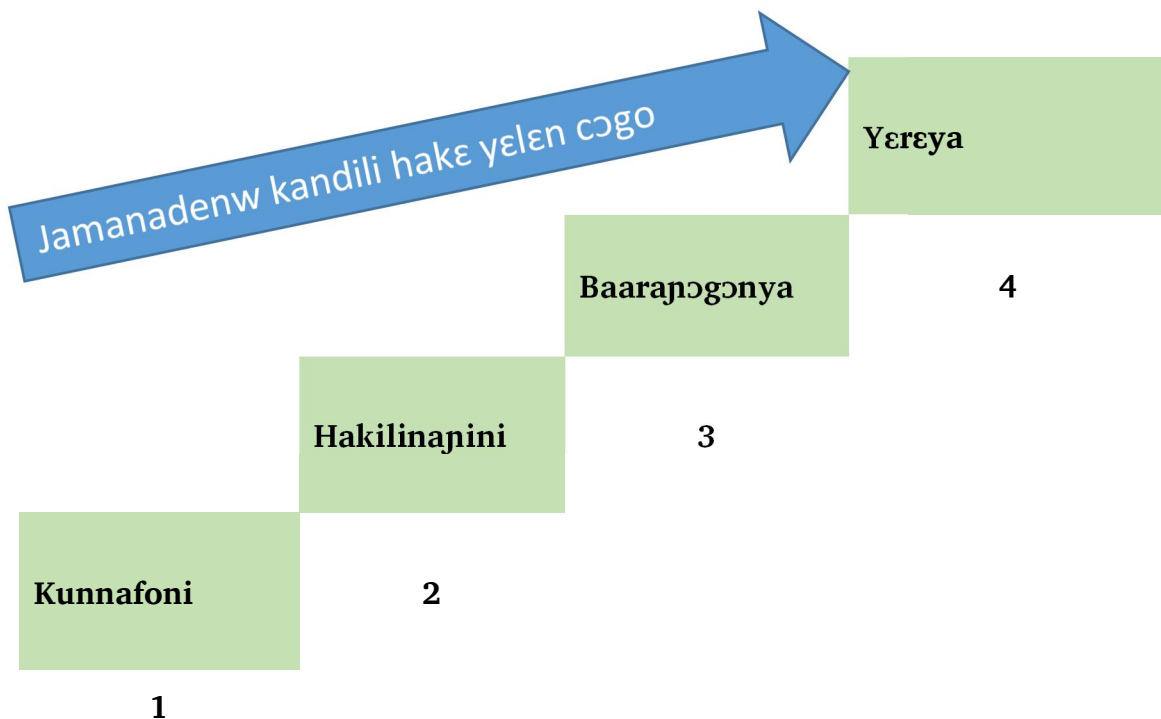 Jamanadenw kandili hakɛ yɛlɛn cɔgo
Yɛrɛya
Baaraɲɔgɔnya
4
Hakilinaɲini
3
Kunnafoni
2
1